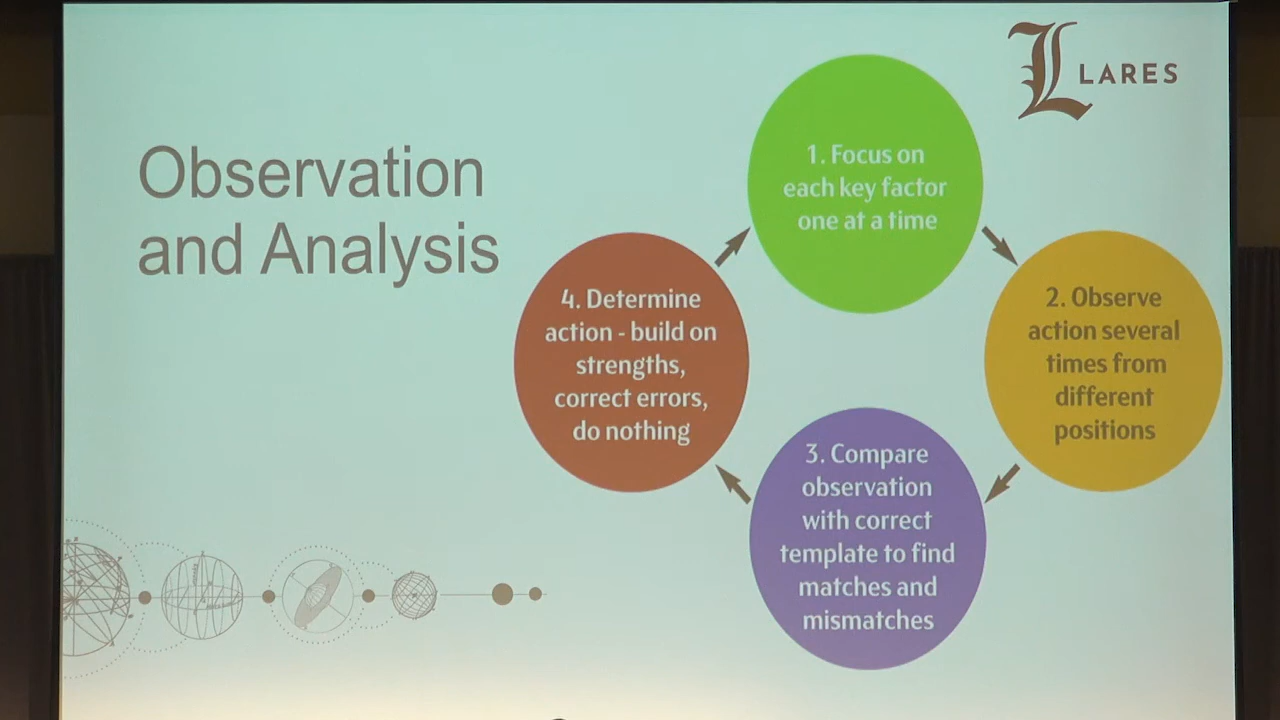 Observation
and Analysis
L LARES
1. Focus on
each key factor
one at a time
2. Observe
action several
times from
different
positions
3. Compare
observation
with correct
template to find
matches and
mismatches
4. Determine
action - build on
strengths,
correct errors,
do nothing